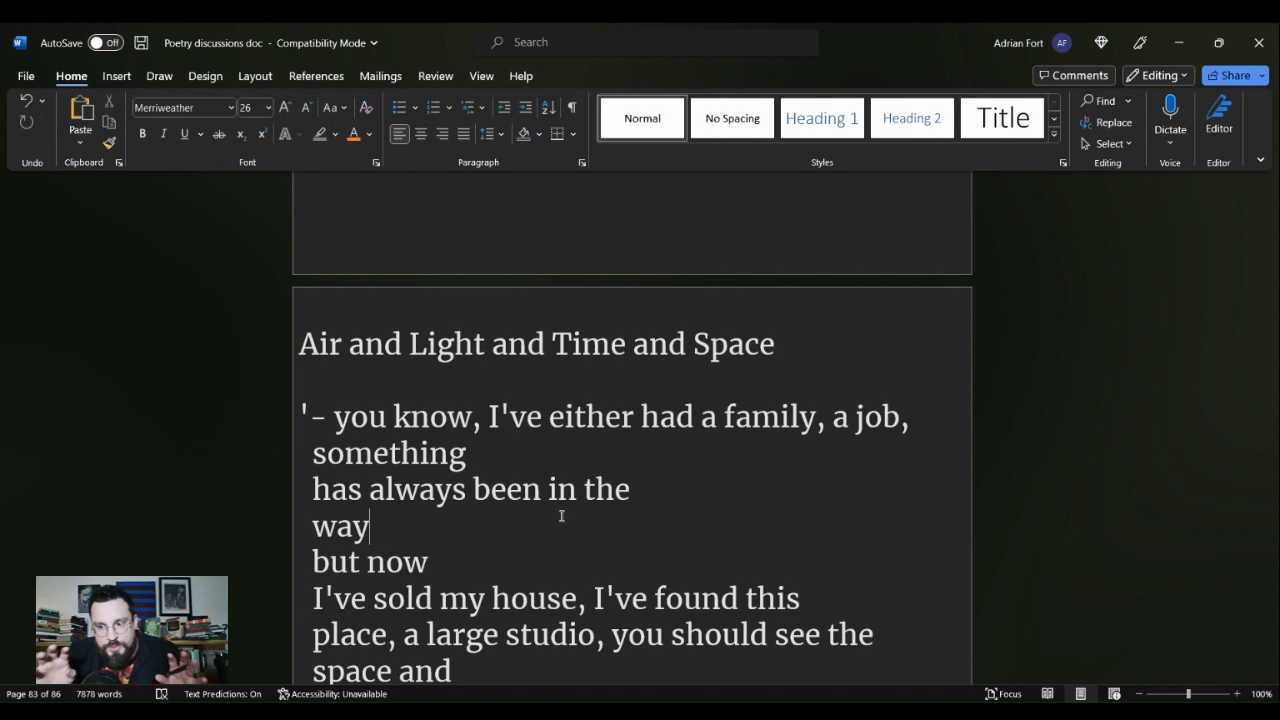 AutoSave Off Poetry discussions doc - Compatibility Mode Search Adrian Fort AF
File Home Insert Draw Design Layout References Mailings Review View Help Comments Editing Share
Merriweather 26 Aa Normal No Spacing Heading 1 Heading 2 Title Find
Paste Replace Dictate Editor
B I U ab x₂ x² A A Select
Undo Clipboard Font Paragraph Styles Editing Voice Editor
Air and Light and Time and Space
'- you know, I've either had a family, a job,
something
has always been in the
way
but now
I've sold my house, I've found this
place, a large studio, you should see the
space and
Page 83 of 86 7878 words Text Predictions: On Accessibility: Unavailable Focus 100%